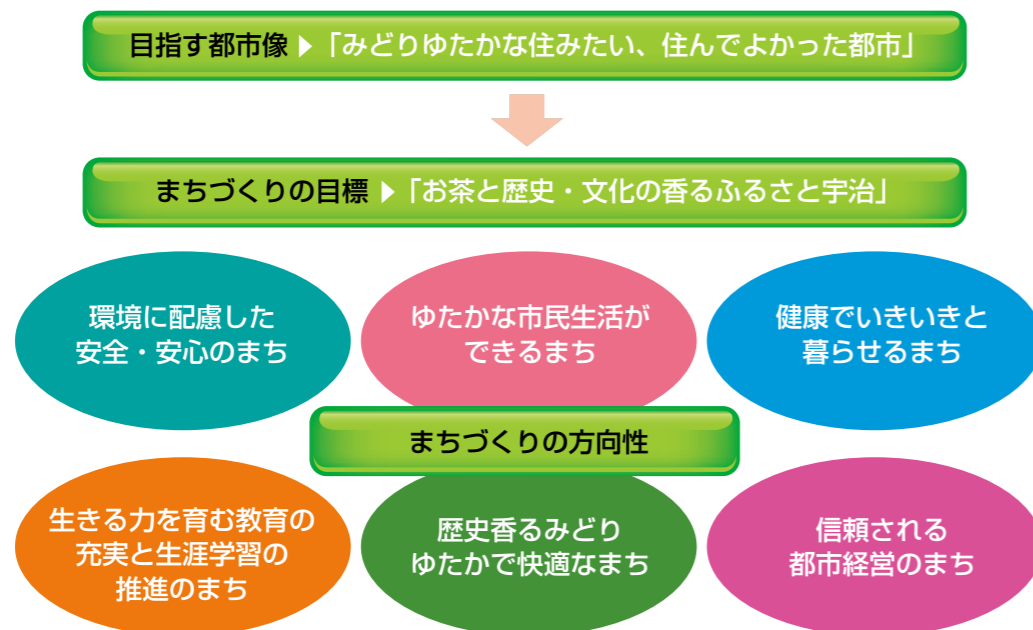 目指す都市像▶「みどりゆたかな住みたい、住んでよかった都市」
まちづくりの目標▶「お茶と歴史・文化の香るふるさと宇治」
環境に配慮した
安全・安心のまち
ゆたかな市民生活が
できるまち
健康でいきいきと
暮らせるまち
まちづくりの方向性
生きる力を育む教育の
充実と生涯学習の
推進のまち
歴史香るみどり
ゆたかで快適なまち
信頼される
都市経営のまち